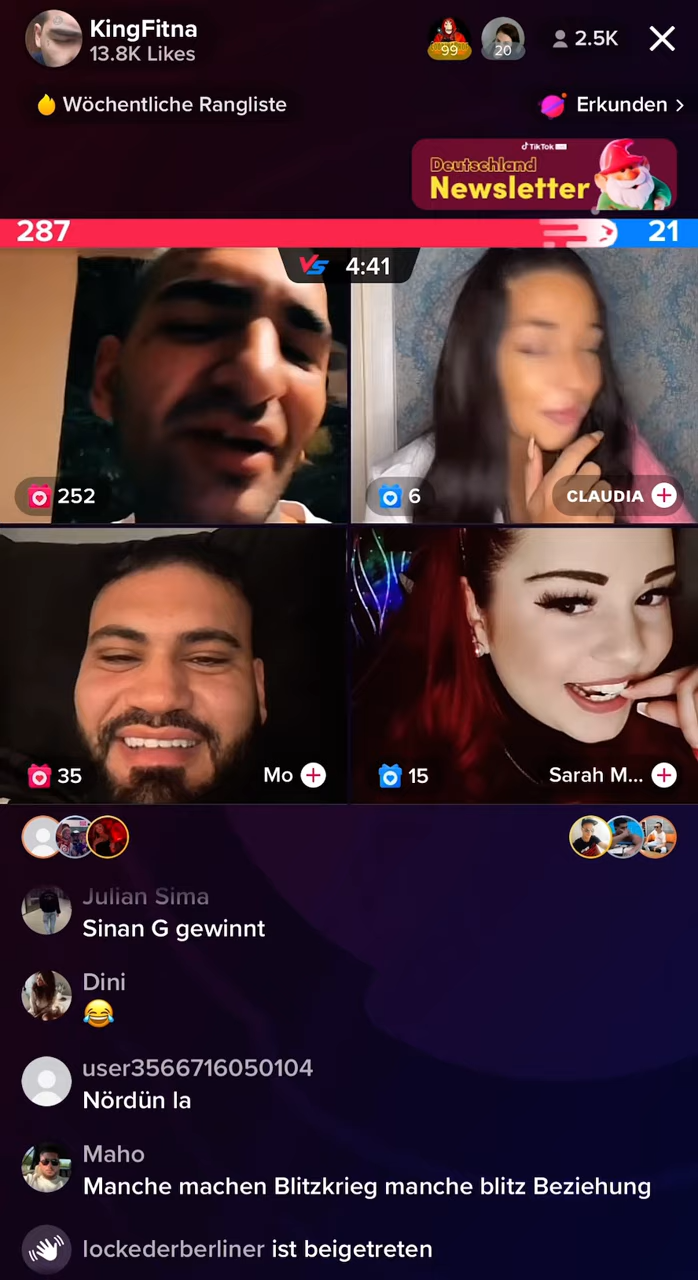 KingFitna
13.8K Likes
99
20
2.5K
Wöchentliche Rangliste
Erkunden >
TikTok
Deutschland
Newsletter
287
21
VS 4:41
252
6
CLAUDIA +
35
Mo +
15
Sarah M... +
Julian Sima
Sinan G gewinnt
Dini
😂
user3566716050104
Nördün la
Maho
Manche machen Blitzkrieg manche blitz Beziehung
lockederberliner ist beigetreten